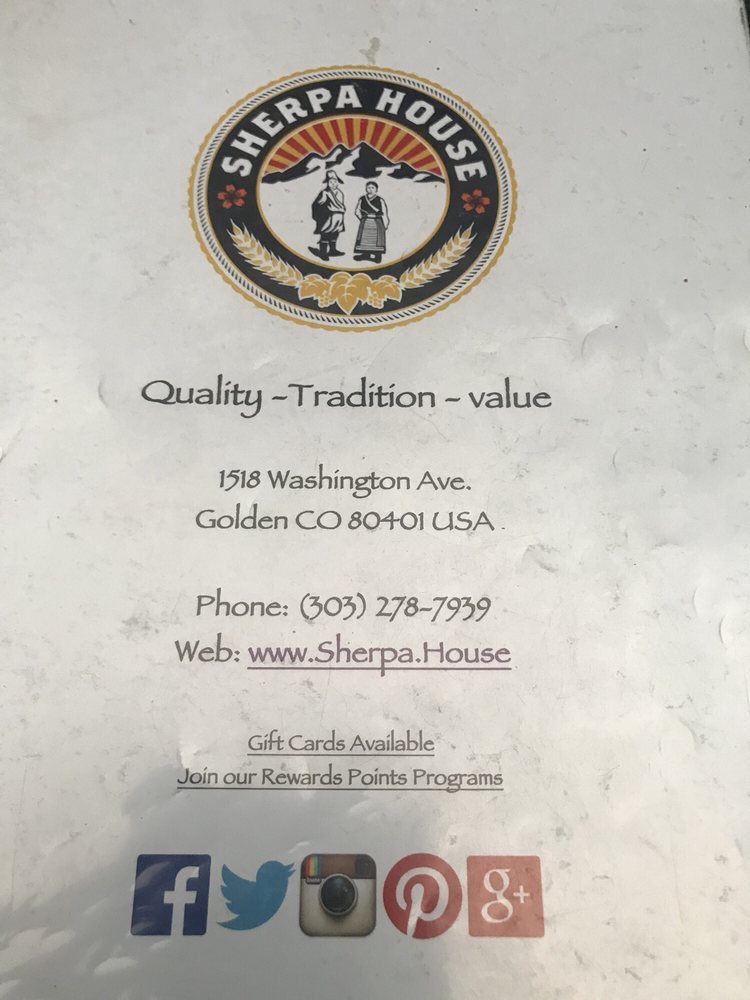 SHERPA HOUSE
Quality -Tradition - value
1518 Washington Ave.
Golden CO 80401 USA
Phone: (303) 278-7939
Web: www.Sherpa.House
Gift Cards Available
Join our Rewards Points Programs
f
g+